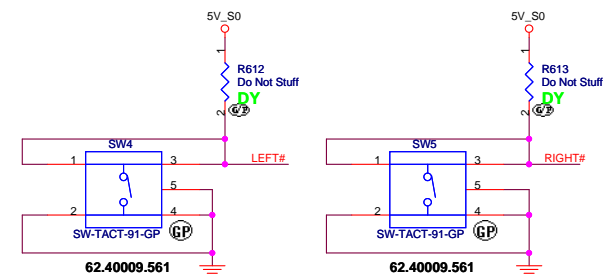 5V_S0
1
R612
Do Not Stuff
DY
2
G/P
SW4
1
3
LEFT#
5
2
4
SW-TACT-91-GP
GP
62.40009.561
5V_S0
1
R613
Do Not Stuff
DY
2
G/P
SW5
1
3
RIGHT#
5
2
4
SW-TACT-91-GP
GP
62.40009.561